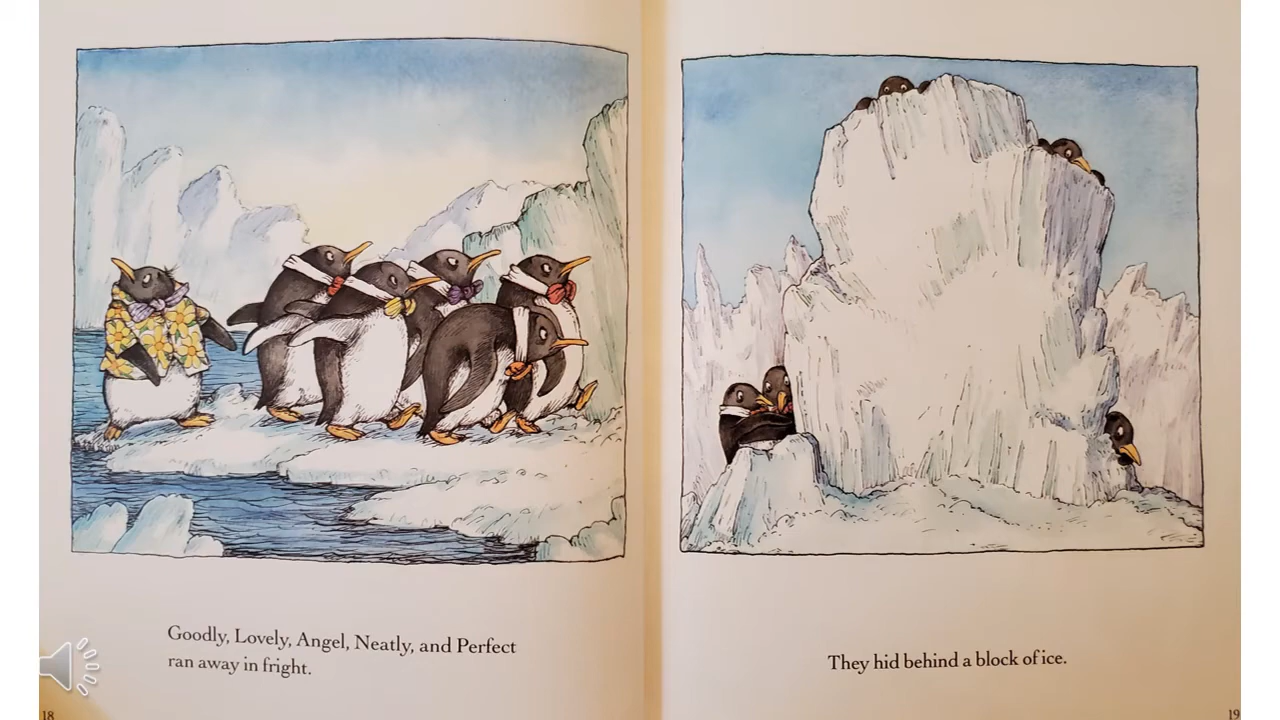 Goodly, Lovely, Angel, Neatly, and Perfect
ran away in fright.
18
They hid behind a block of ice.
19